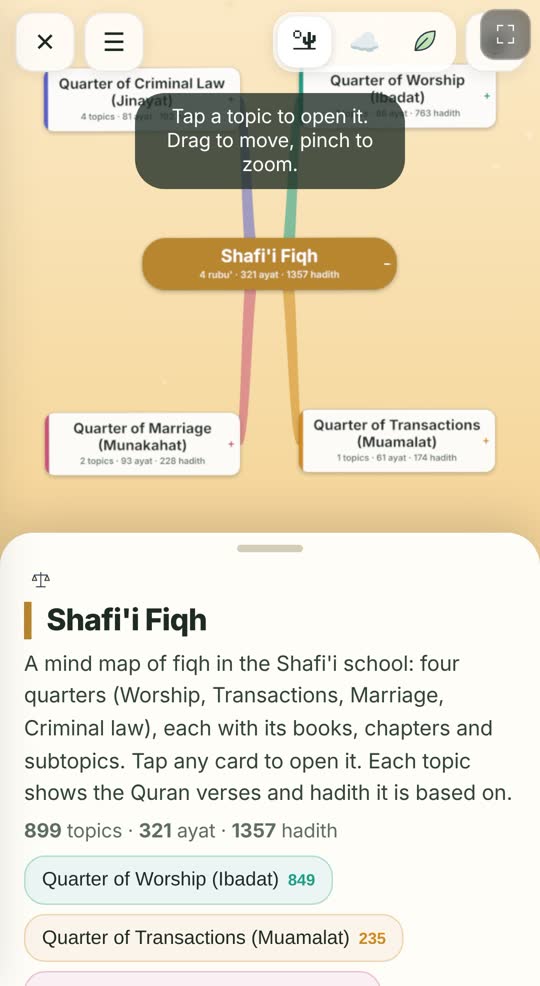 Quarter of Criminal Law
(Jinayat)
4 topics · 81 ayat · 192
Quarter of Worship
(Ibadat)
+
86 ayat · 763 hadith
Tap a topic to open it.
Drag to move, pinch to
zoom.
Shafi'i Fiqh
4 rubu' · 321 ayat · 1357 hadith
–
Quarter of Marriage
(Munakahat)
+
2 topics · 93 ayat · 228 hadith
Quarter of Transactions
(Muamalat)
+
1 topics · 61 ayat · 174 hadith
Shafi'i Fiqh
A mind map of fiqh in the Shafi'i school: four
quarters (Worship, Transactions, Marriage,
Criminal law), each with its books, chapters and
subtopics. Tap any card to open it. Each topic
shows the Quran verses and hadith it is based on.
899 topics · 321 ayat · 1357 hadith
Quarter of Worship (Ibadat) 849
Quarter of Transactions (Muamalat) 235